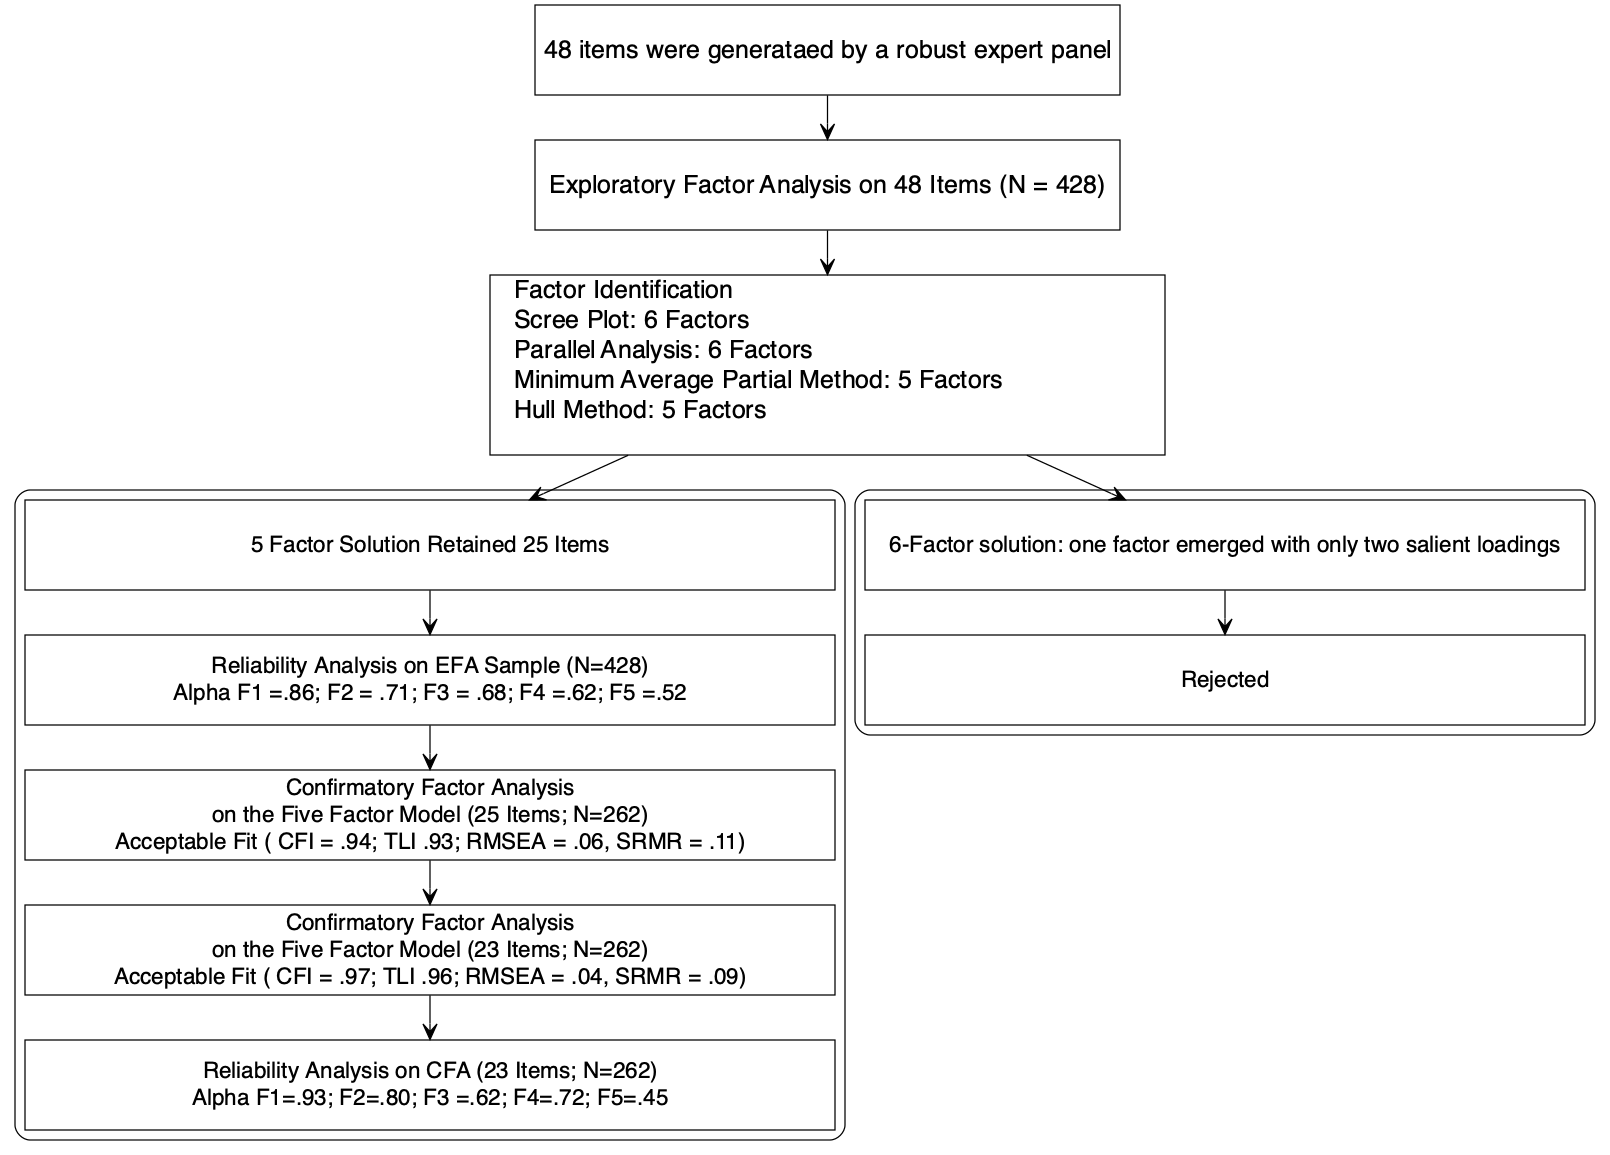 48 items were generataed by a robust expert panel
Exploratory Factor Analysis on 48 Items (N = 428)
Factor Identification
Scree Plot: 6 Factors
Parallel Analysis: 6 Factors
Minimum Average Partial Method: 5 Factors
Hull Method: 5 Factors
5 Factor Solution Retained 25 Items
Reliability Analysis on EFA Sample (N=428)
Alpha F1 =.86; F2 = .71; F3 = .68; F4 =.62; F5 =.52
Confirmatory Factor Analysis
on the Five Factor Model (25 Items; N=262)
Acceptable Fit ( CFI = .94; TLI .93; RMSEA = .06, SRMR = .11)
Confirmatory Factor Analysis
on the Five Factor Model (23 Items; N=262)
Acceptable Fit ( CFI = .97; TLI .96; RMSEA = .04, SRMR = .09)
Reliability Analysis on CFA (23 Items; N=262)
Alpha F1=.93; F2=.80; F3 =.62; F4=.72; F5=.45
6-Factor solution: one factor emerged with only two salient loadings
Rejected